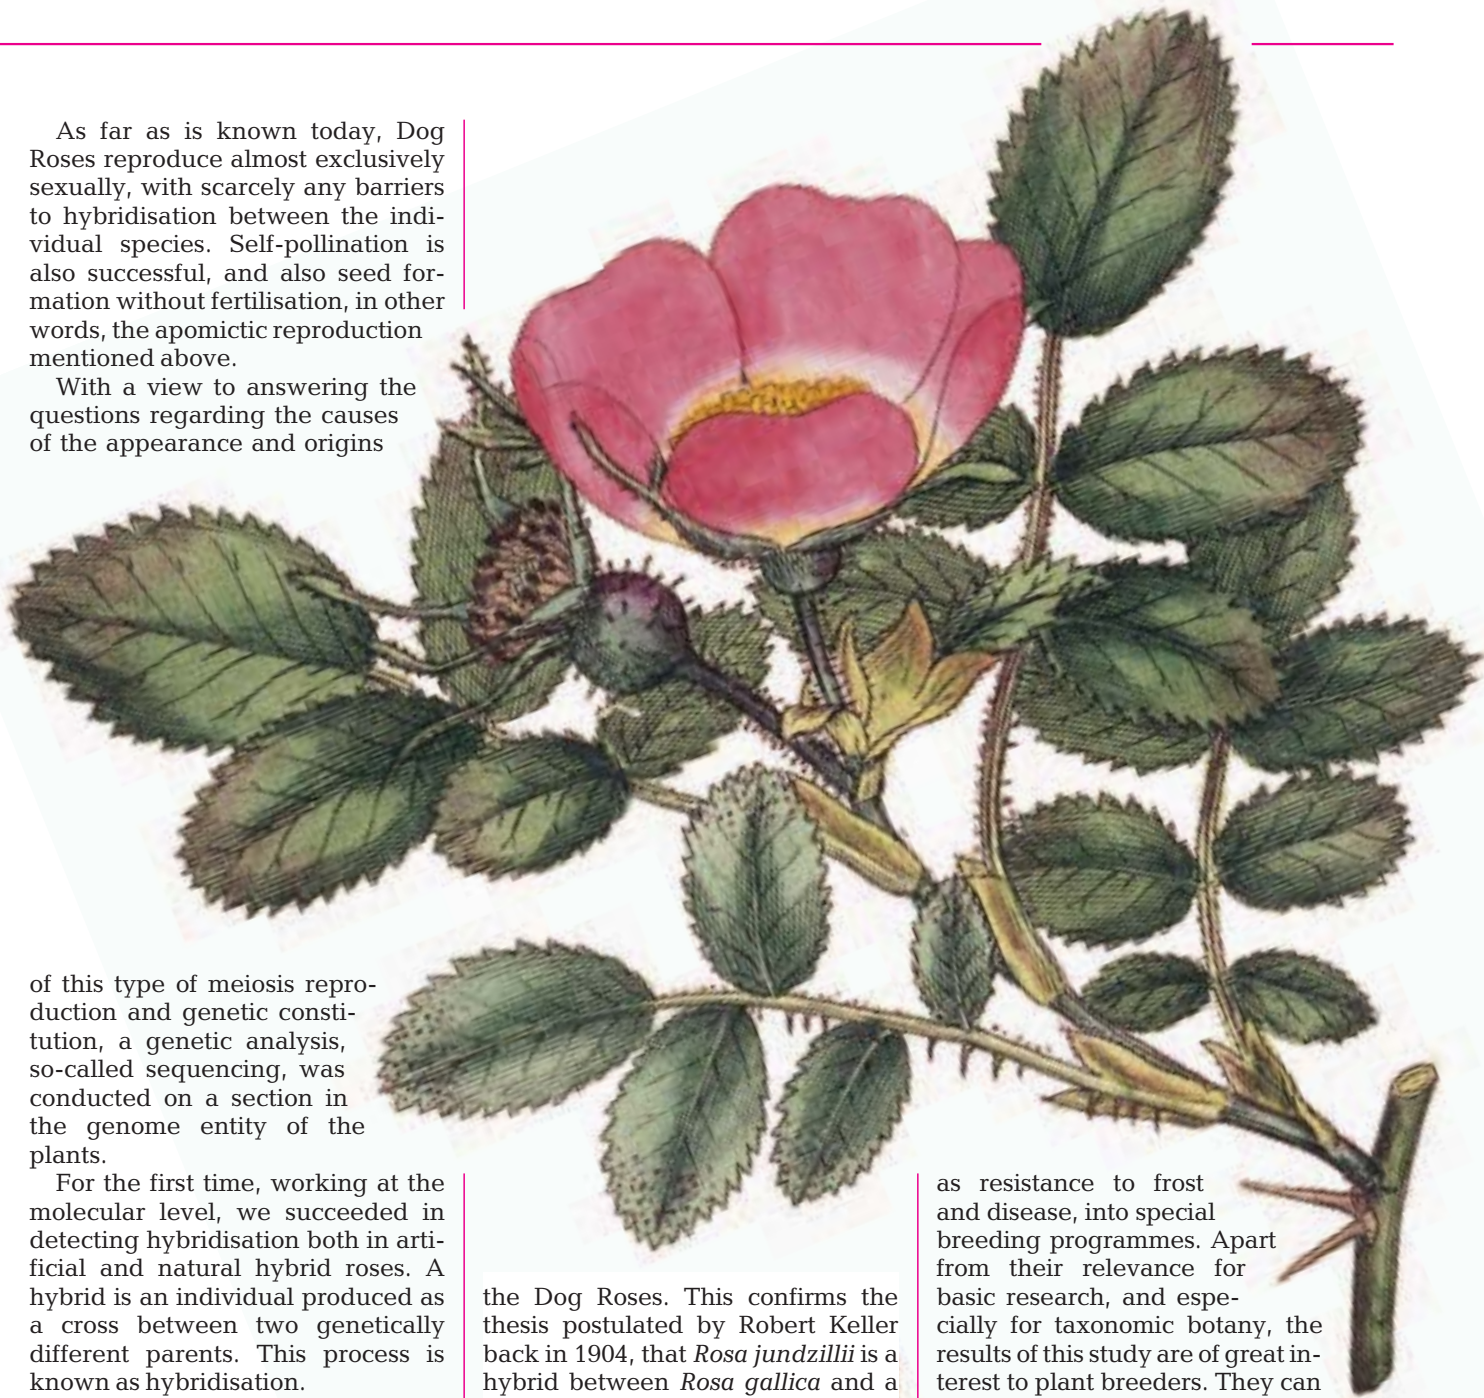 As far as is known today, Dog
Roses reproduce almost exclusively
sexually, with scarcely any barriers
to hybridisation between the indi-
vidual species. Self-pollination is
also successful, and also seed for-
mation without fertilisation, in other
words, the apomictic reproduction
mentioned above.
With a view to answering the
questions regarding the causes
of the appearance and origins
of this type of meiosis repro-
duction and genetic consti-
tution, a genetic analysis,
so-called sequencing, was
conducted on a section in
the genome entity of the
plants.
For the first time, working at the
molecular level, we succeeded in
detecting hybridisation both in arti-
ficial and natural hybrid roses. A
hybrid is an individual produced as
a cross between two genetically
different parents. This process is
known as hybridisation.
the Dog Roses. This confirms the
thesis postulated by Robert Keller
back in 1904, that Rosa jundzillii is a
hybrid between Rosa gallica and a
as resistance to frost
and disease, into special
breeding programmes. Apart
from their relevance for
basic research, and espe-
cially for taxonomic botany, the
results of this study are of great in-
terest to plant breeders. They can